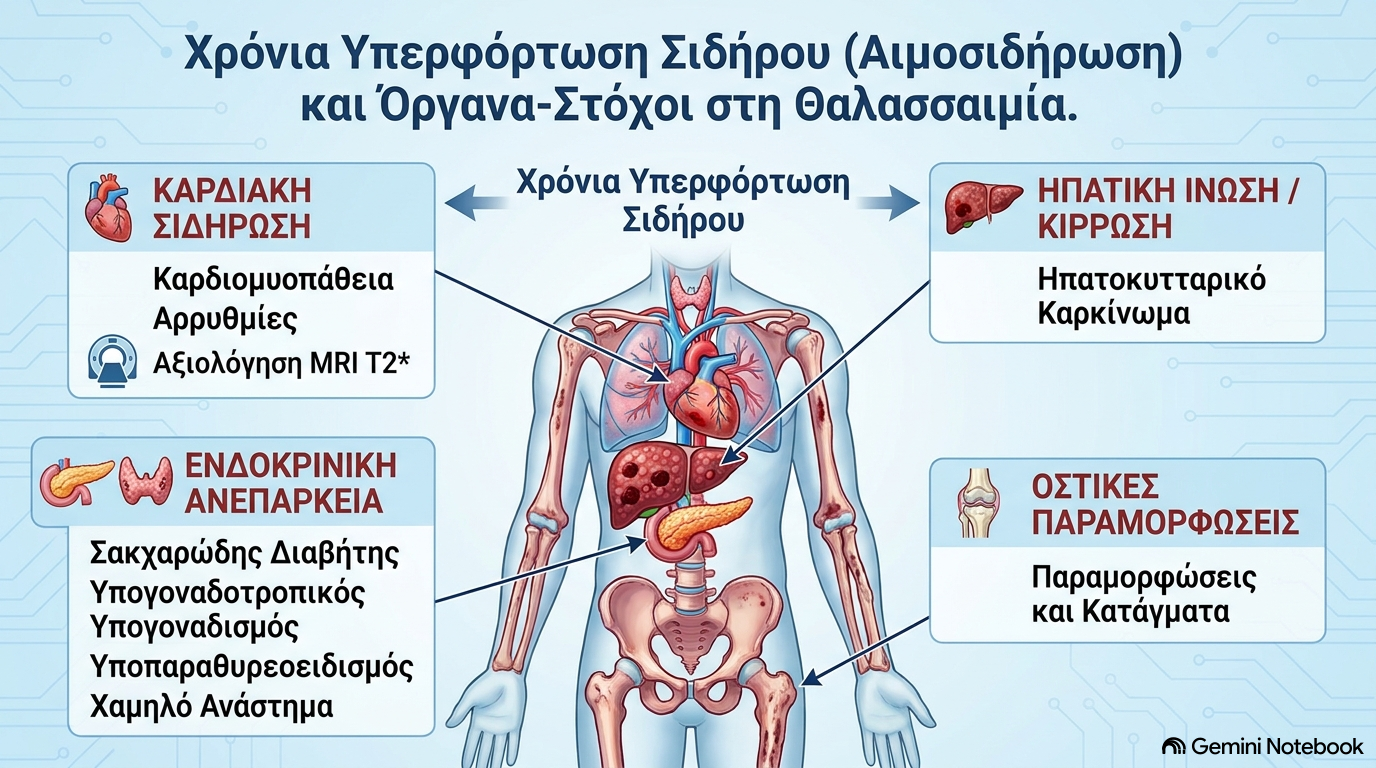 Χρόνια Υπερφόρτωση Σιδήρου (Αιμοσιδήρωση)
και Όργανα-Στόχοι στη Θαλασσαιμία.
Χρόνια Υπερφόρτωση
Σιδήρου
ΚΑΡΔΙΑΚΗ
ΣΙΔΗΡΩΣΗ
Καρδιομυοπάθεια
Αρρυθμίες
Αξιολόγηση MRI T2*
ΗΠΑΤΙΚΗ ΙΝΩΣΗ /
ΚΙΡΡΩΣΗ
Ηπατοκυτταρικό
Καρκίνωμα
ΕΝΔΟΚΡΙΝΙΚΗ
ΑΝΕΠΑΡΚΕΙΑ
Σακχαρώδης Διαβήτης
Υπογοναδοτροπικός
Υπογοναδισμός
Υποπαραθυρεοειδισμός
Χαμηλό Ανάστημα
ΟΣΤΙΚΕΣ
ΠΑΡΑΜΟΡΦΩΣΕΙΣ
Παραμορφώσεις
και Κατάγματα
Gemini Notebook